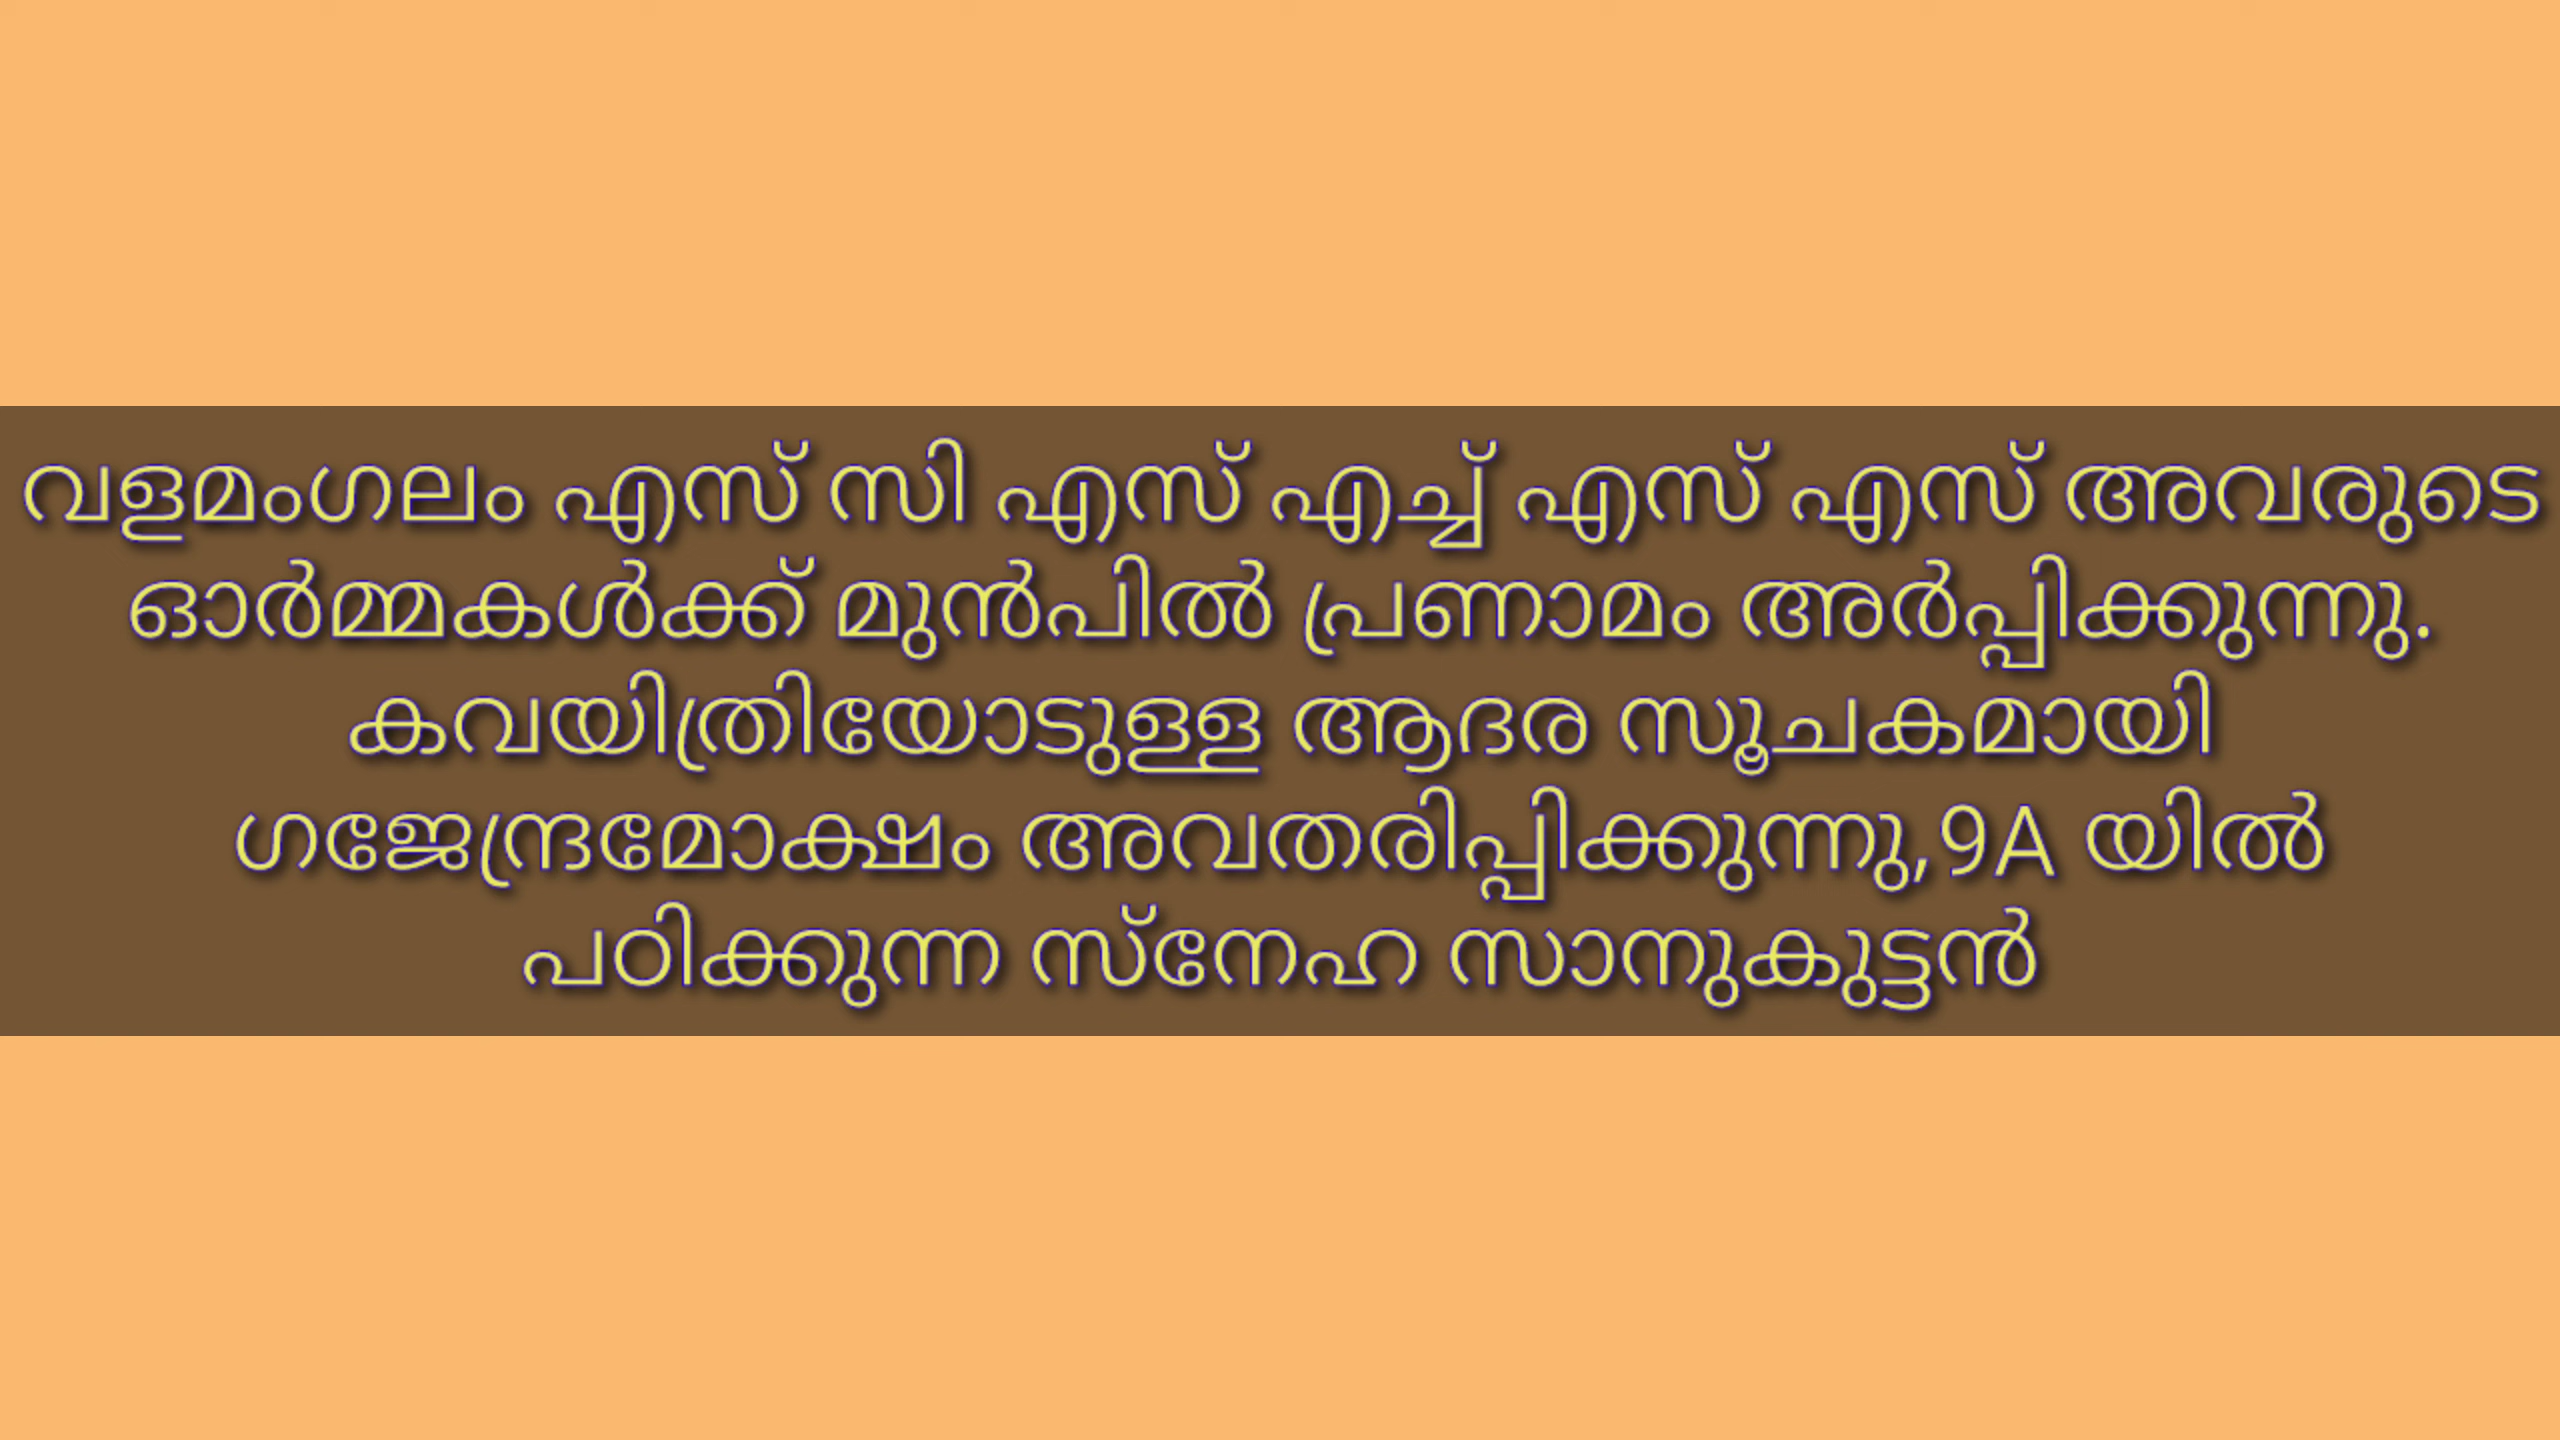 വളമംഗലം എസ് സി എസ് എച്ച് എസ് എസ് അവരുടെ
ഓർമ്മകൾക്ക് മുൻപിൽ പ്രണാമം അർപ്പിക്കുന്നു.
കവയിത്രിയോടുള്ള ആദര സൂചകമായി
ഗജേന്ദ്രമോക്ഷം അവതരിപ്പിക്കുന്നു,9A യിൽ
പഠിക്കുന്ന സ്നേഹ സാനുകുട്ടൻ